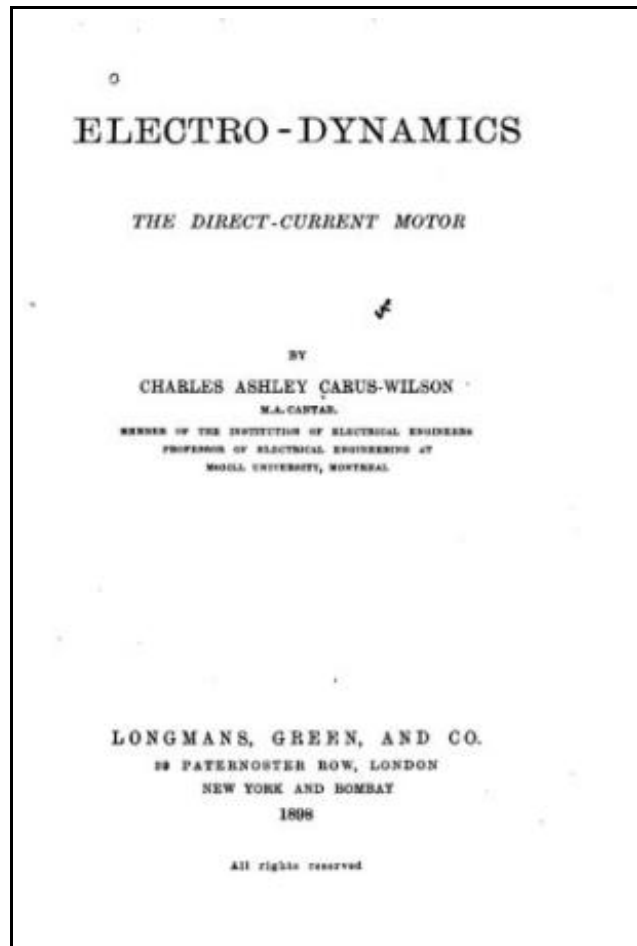 ELECTRO-DYNAMICS
THE DIRECT-CURRENT MOTOR
BY
CHARLES ASHLEY CARUS-WILSON
M.A. CANTAB.
MEMBER OF THE INSTITUTION OF ELECTRICAL ENGINEERS
PROFESSOR OF ELECTRICAL ENGINEERING AT
McGILL UNIVERSITY, MONTREAL
LONGMANS, GREEN, AND CO.
39 PATERNOSTER ROW, LONDON
NEW YORK AND BOMBAY
1898
All rights reserved